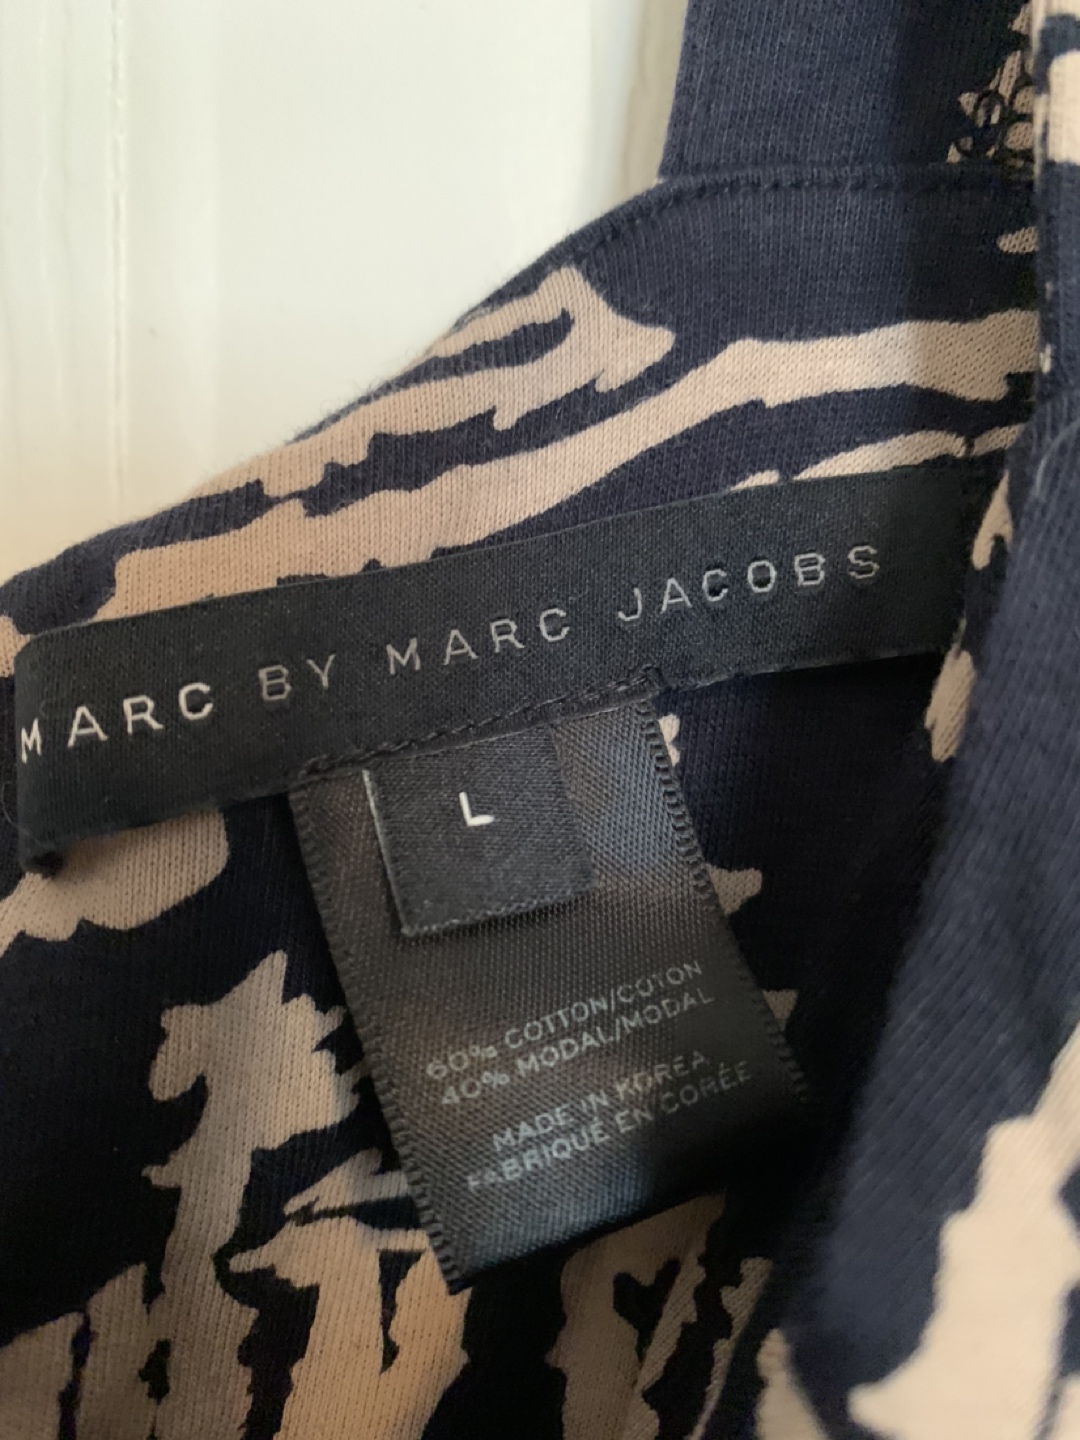 MARC BY MARC JACOBS
L
60% COTTON/COTON
40% MODAL/MODAL
MADE IN KOREA
FABRIQUÉ EN/CORÉE